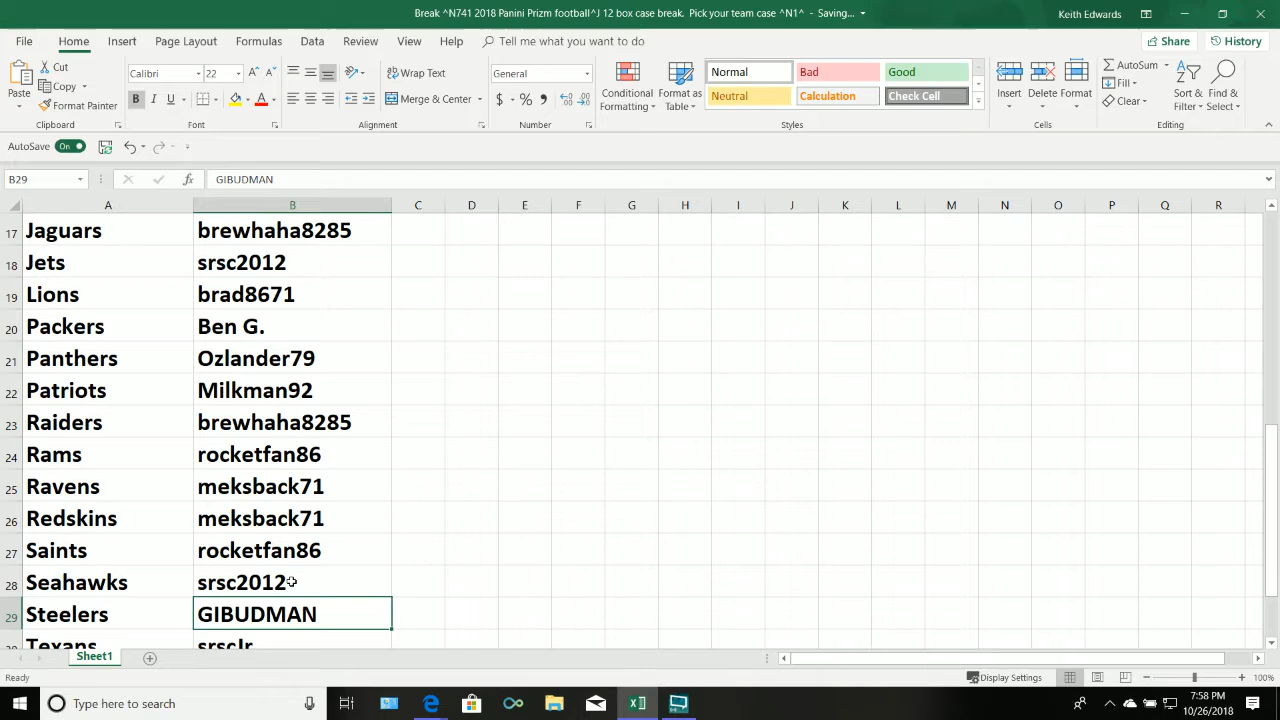 Break ^N741 2018 Panini Prizm football^J 12 box case break.  Pick your team case ^N1^  -  Saving...
Keith Edwards
File Home Insert Page Layout Formulas Data Review View Help Tell me what you want to do
Share History
Paste Cut Copy Format Painter
Calibri 22
B I U
Wrap Text
Merge & Center
General
$ % ,
Conditional Formatting
Format as Table
Normal Bad Good
Neutral Calculation Check Cell
Insert Delete Format
AutoSum Fill Clear
Sort & Filter
Find & Select
Clipboard Font Alignment Number Styles Cells Editing
AutoSave On
B29 fx GIBUDMAN
A B C D E F G H I J K L M N O P Q R
17 Jaguars brewhaha8285
18 Jets srsc2012
19 Lions brad8671
20 Packers Ben G.
21 Panthers Ozlander79
22 Patriots Milkman92
23 Raiders brewhaha8285
24 Rams rocketfan86
25 Ravens meksback71
26 Redskins meksback71
27 Saints rocketfan86
28 Seahawks srsc2012
29 Steelers GIBUDMAN
Texans srscJr
Sheet1
Ready Display Settings 100%
Type here to search
7:58 PM
10/26/2018